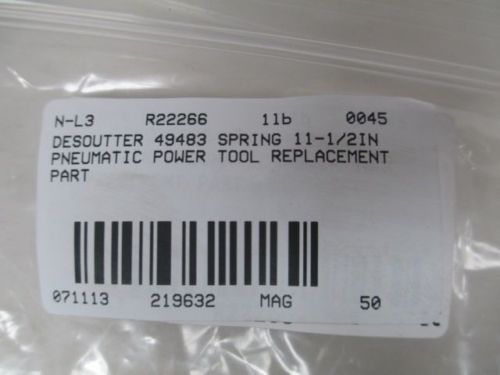 N-L3 R22266 1lb 0045
DESOUTTER 49483 SPRING 11-1/2IN
PNEUMATIC POWER TOOL REPLACEMENT
PART
071113 219632 MAG 50